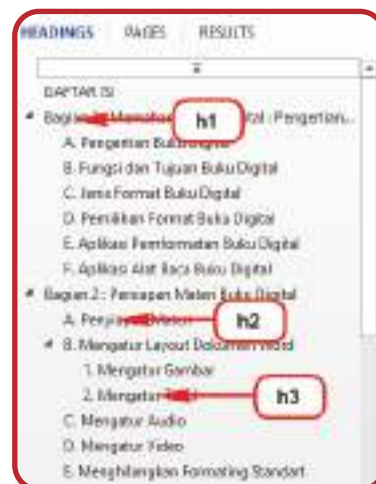 HEADINGS PAGES RESULTS
DAFTAR ISI
Bagian Digital : Pengertian...
h1
A. Pengertian Buku Digital
B. Fungsi dan Tujuan Buku Digital
C. Jenis Format Buku Digital
D. Pemilihan Format Buku Digital
E. Aplikasi Pemformatan Buku Digital
F. Aplikasi Alat Baca Buku Digital
Bagian 2 : Persiapan Materi Buku Digital
A. Materi
h2
B. Mengatur Layout Dokumen Word
1. Mengatur Gambar
2. Mengatur
h3
C. Mengatur Audio
D. Mengatur Video
E. Menghilangkan Formating Standart